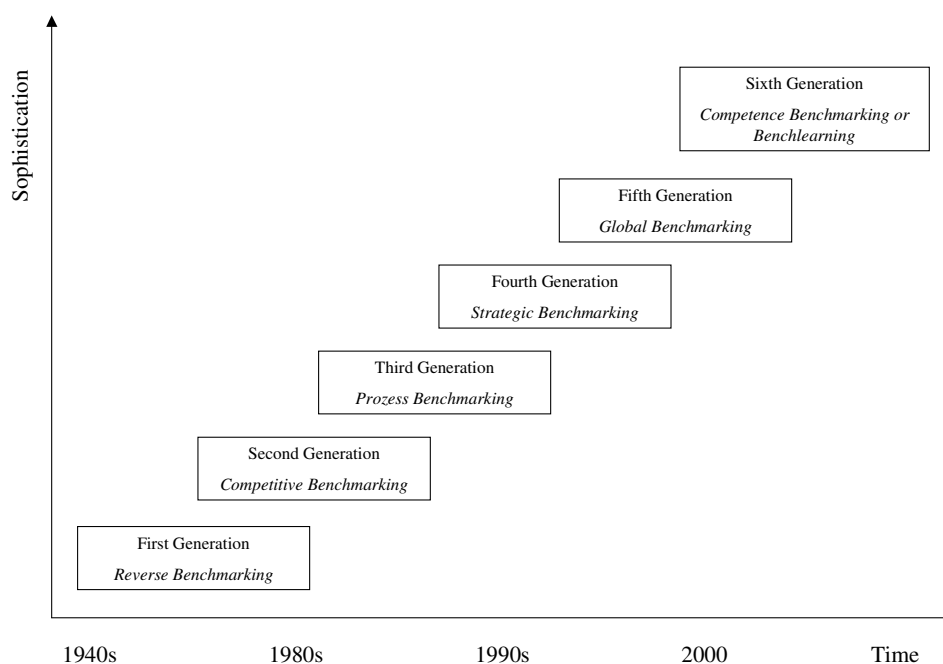 Sophistication
Sixth Generation
Competence Benchmarking or
Benchlearning
Fifth Generation
Global Benchmarking
Fourth Generation
Strategic Benchmarking
Third Generation
Prozess Benchmarking
Second Generation
Competitive Benchmarking
First Generation
Reverse Benchmarking
1940s 1980s 1990s 2000 Time